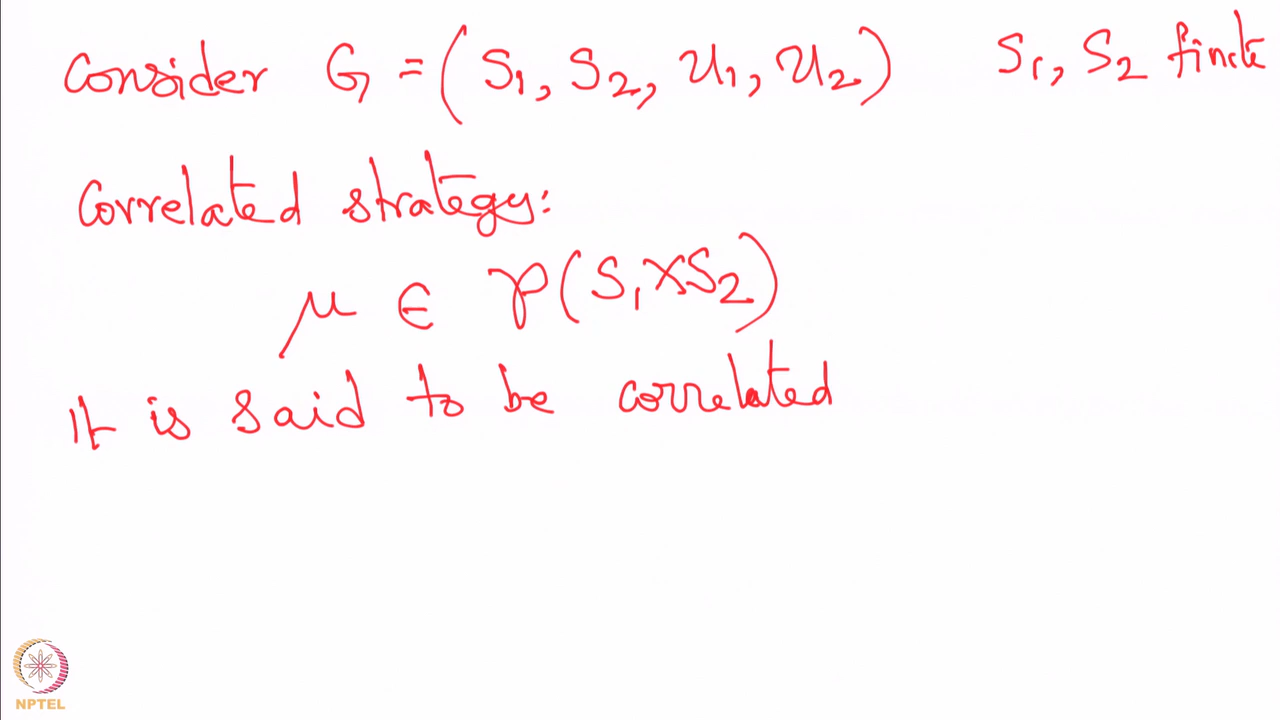 Consider G = (S1, S2, u1, u2) S1, S2 finite
Correlated strategy:
μ ∈ P(S1×S2)
It is said to be correlated
NPTEL